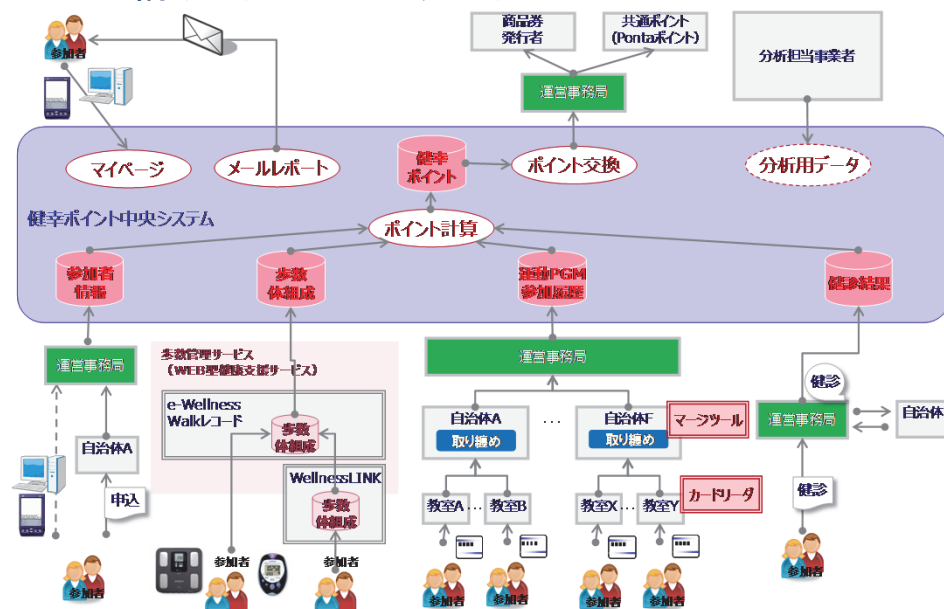 商品券
発行者
共通ポイント
(Pontaポイント)
分析担当事業者
参加者
運営事務局
マイページ
メールレポート
健幸
ポイント
ポイント交換
分析用データ
健幸ポイント中央システム
ポイント計算
参加者
情報
歩数
体組成
運動PGM
参加履歴
健診結果
運営事務局
歩数管理サービス
(WEB型健康支援サービス)
運営事務局
健診
e-Wellness
Walkレコード
歩数
体組成
自治体A
取り纏め
…
自治体F
取り纏め
マージツール
運営事務局
自治体
自治体A
WellnessLINK
歩数
体組成
申込
教室A
…
教室B
教室X
…
教室Y
カードリーダ
健診
参加者
参加者
参加者
参加者
参加者
参加者
参加者
参加者